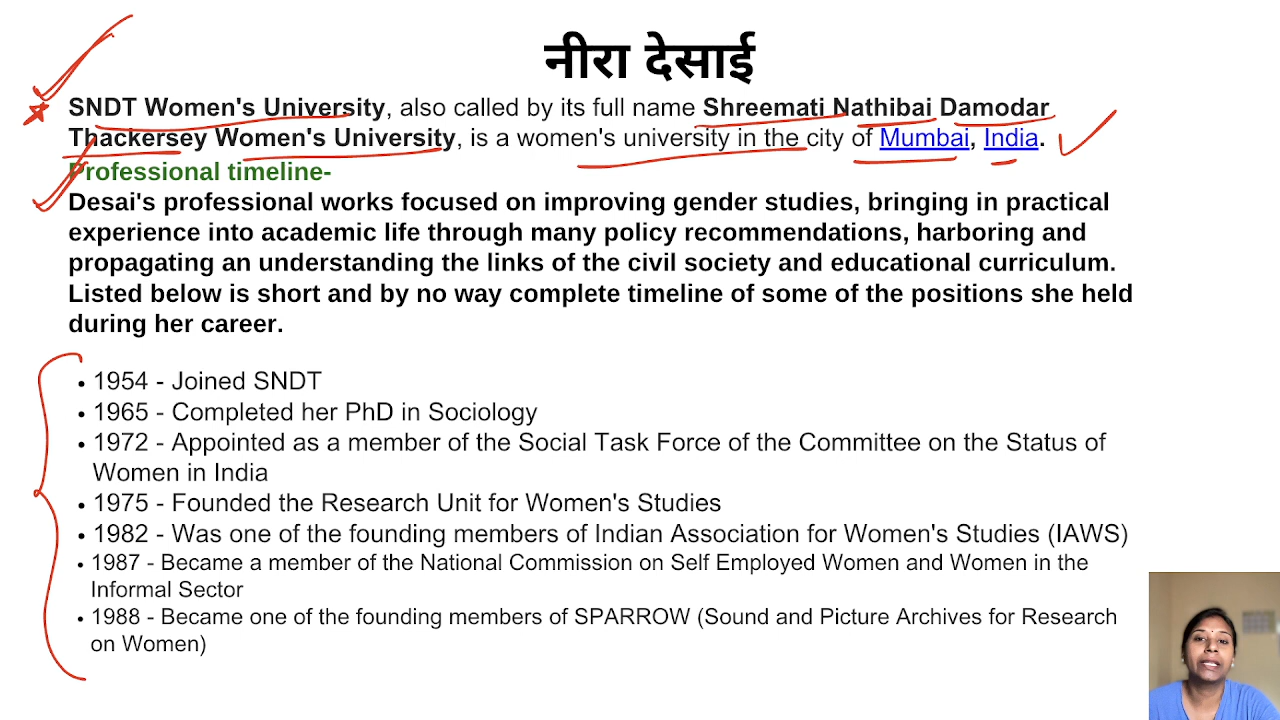 नीरा देसाई
SNDT Women's University, also called by its full name Shreemati Nathibai Damodar
Thackersey Women's University, is a women's university in the city of Mumbai, India.
Professional timeline-
Desai's professional works focused on improving gender studies, bringing in practical
experience into academic life through many policy recommendations, harboring and
propagating an understanding the links of the civil society and educational curriculum.
Listed below is short and by no way complete timeline of some of the positions she held
during her career.
• 1954 - Joined SNDT
• 1965 - Completed her PhD in Sociology
• 1972 - Appointed as a member of the Social Task Force of the Committee on the Status of
Women in India
• 1975 - Founded the Research Unit for Women's Studies
• 1982 - Was one of the founding members of Indian Association for Women's Studies (IAWS)
• 1987 - Became a member of the National Commission on Self Employed Women and Women in the
Informal Sector
• 1988 - Became one of the founding members of SPARROW (Sound and Picture Archives for Research
on Women)